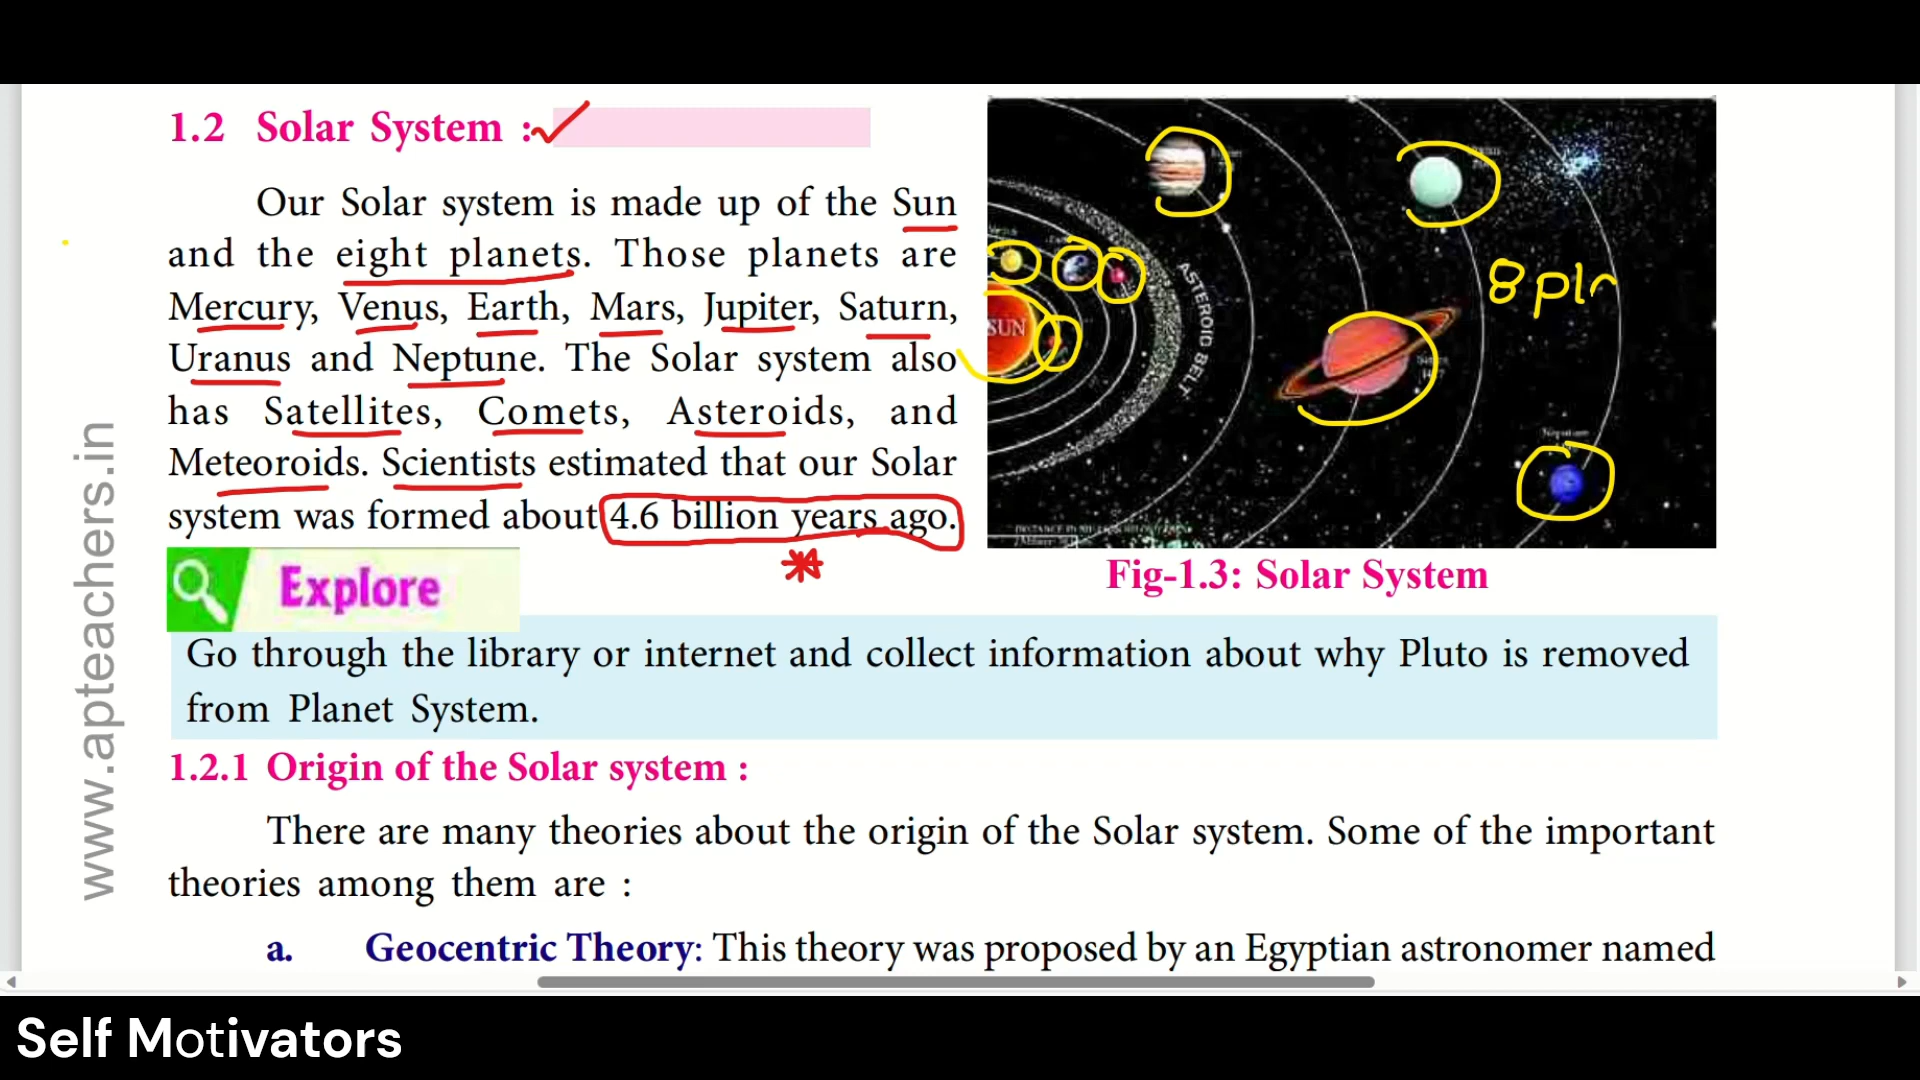 1.2 Solar System :
Our Solar system is made up of the Sun
and the eight planets. Those planets are
Mercury, Venus, Earth, Mars, Jupiter, Saturn,
Uranus and Neptune. The Solar system also
has Satellites, Comets, Asteroids, and
Meteoroids. Scientists estimated that our Solar
system was formed about 4.6 billion years ago.
SUN
ASTEROID BELT
8 pl
Fig-1.3: Solar System
Explore
Go through the library or internet and collect information about why Pluto is removed
from Planet System.
1.2.1 Origin of the Solar system :
There are many theories about the origin of the Solar system. Some of the important
theories among them are :
a. Geocentric Theory: This theory was proposed by an Egyptian astronomer named
www.apteachers.in
Self Motivators